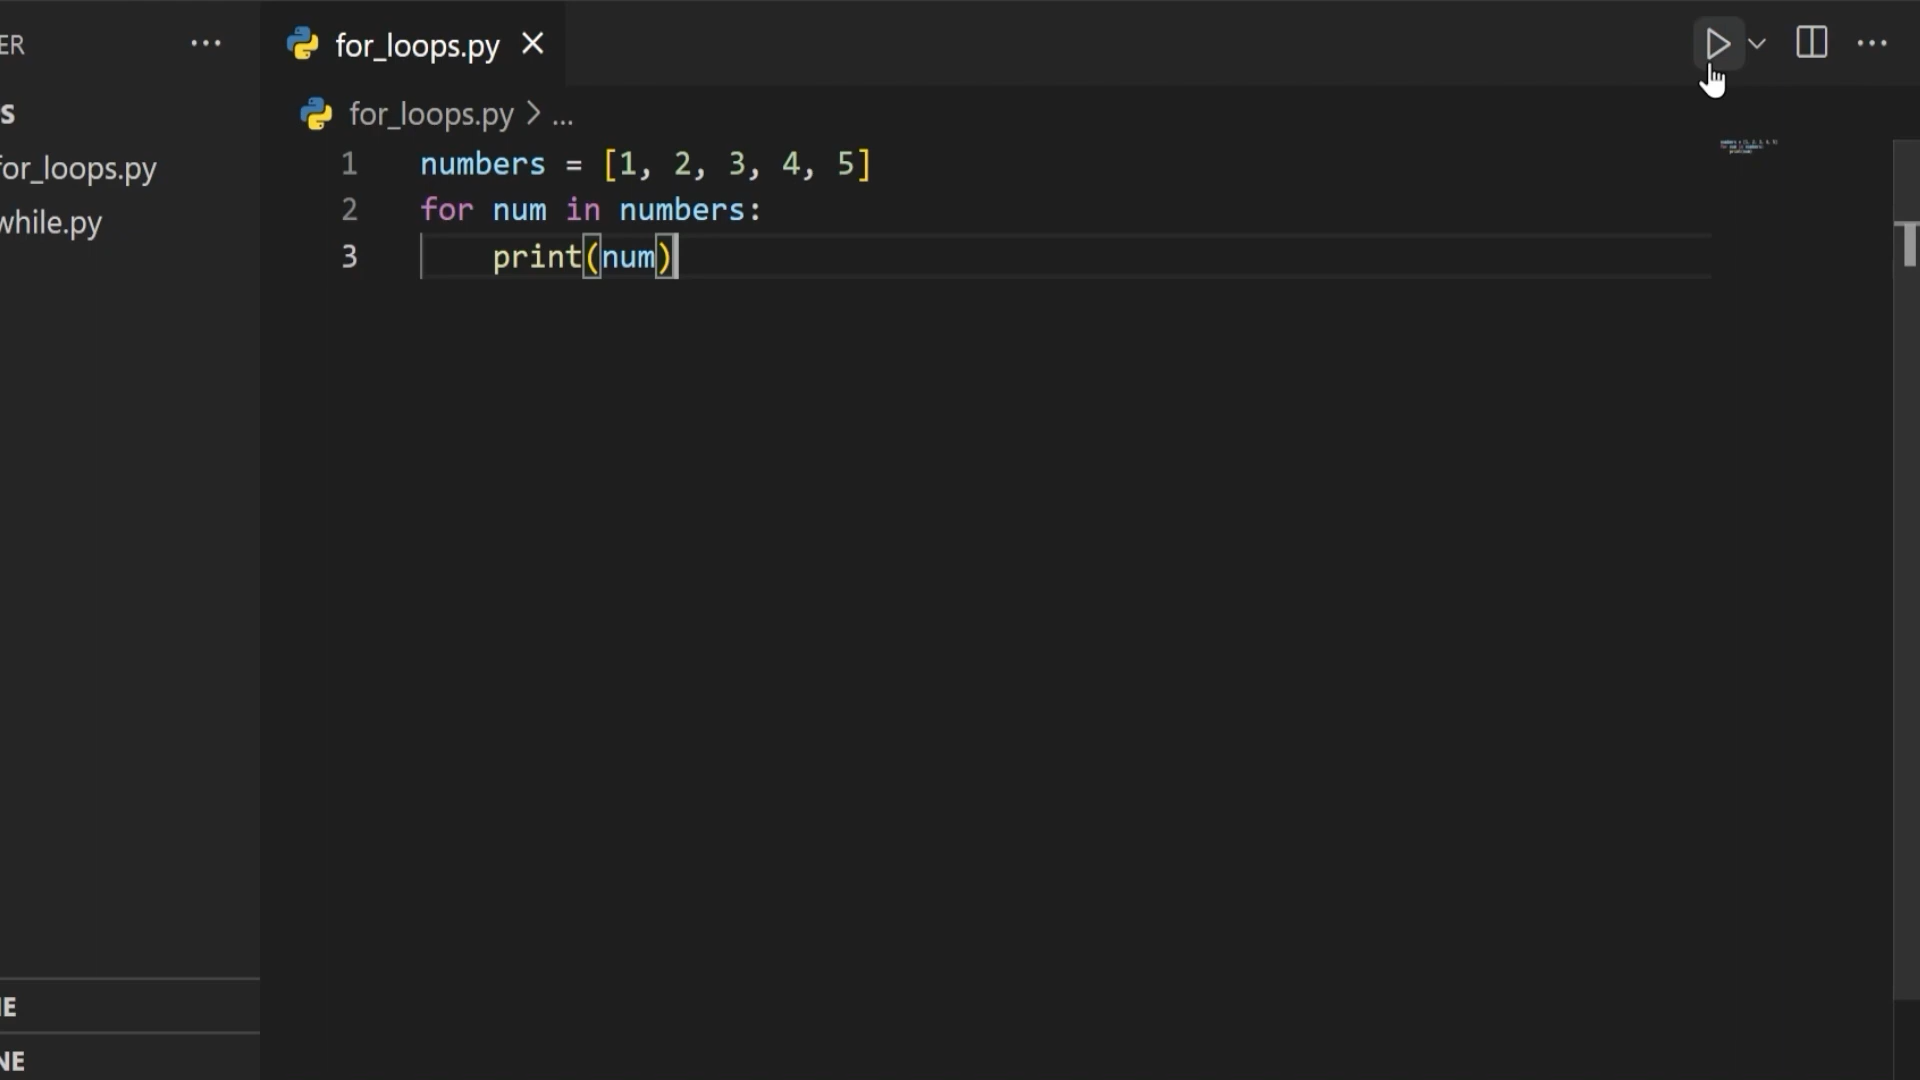 ER
for_loops.py
for_loops.py > ...
S
for_loops.py
while.py
1 numbers = [1, 2, 3, 4, 5]
2 for num in numbers:
3 print(num)
NE